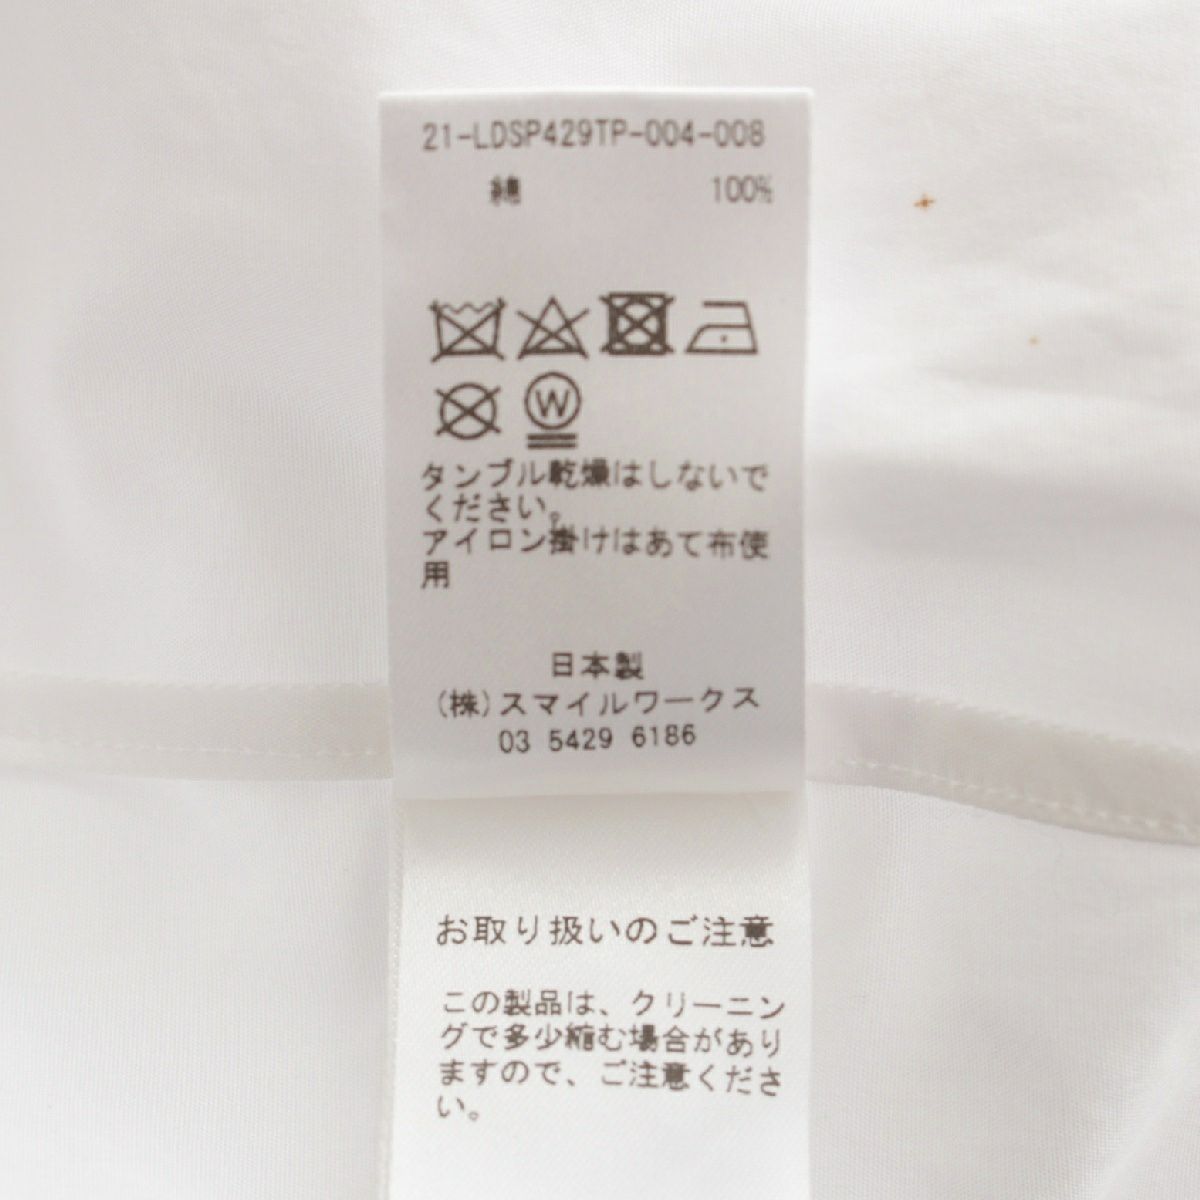 21-LDSP429TP-004-008
綿 100%
W
タンブル乾燥はしないで
ください。
アイロン掛けはあて布使
用
日本製
(株)スマイルワークス
03 5429 6186
お取り扱いのご注意
この製品は、クリーニン
グで多少縮む場合があり
ますので、ご注意くださ
い。